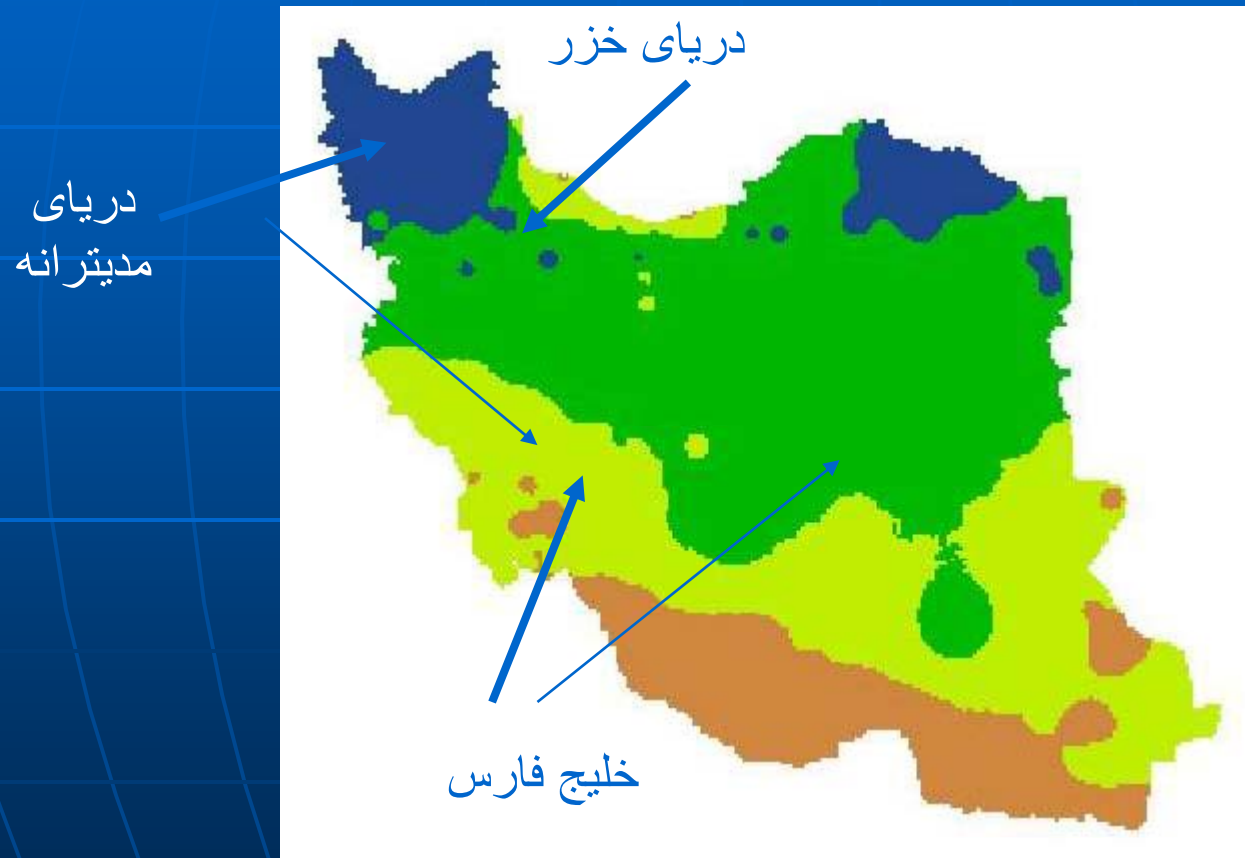 دریای خزر
دریای
مدیترانه
خلیج فارس